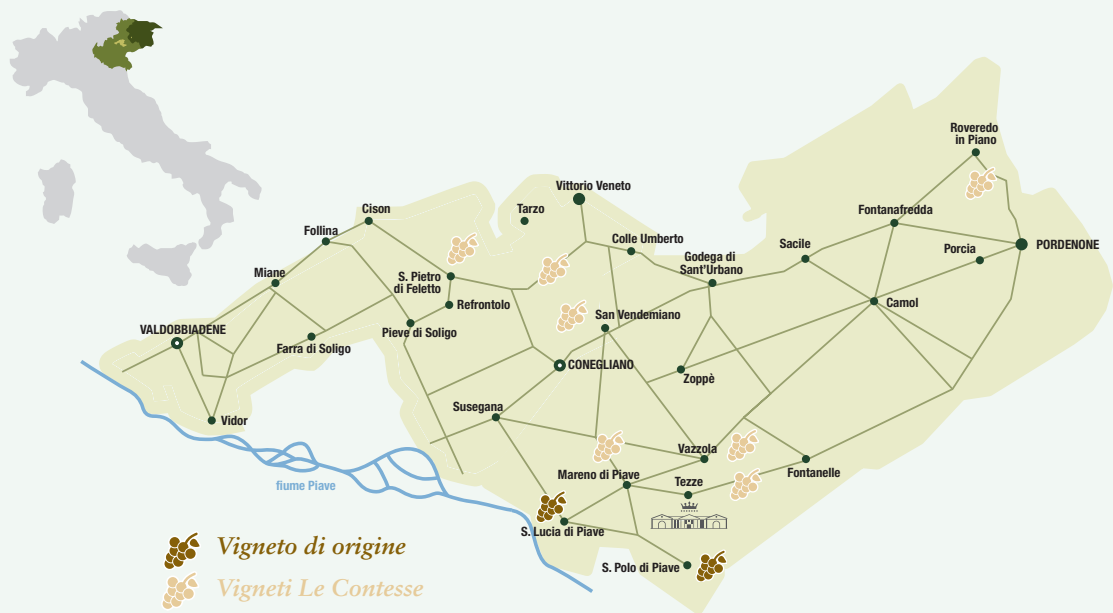 Roveredo
in Piano
Vittorio Veneto
Cison
Tarzo
Fontanafredda
Follina
Colle Umberto
Sacile
PORDENONE
Porcia
Godega di
Sant'Urbano
Miane
S. Pietro
di Feletto
Refrontolo
Camol
San Vendemiano
VALDOBBIADENE
Pieve di Soligo
Farra di Soligo
CONEGLIANO
Zoppè
Susegana
Vidor
Vazzola
Mareno di Piave
Tezze
Fontanelle
fiume Piave
S. Lucia di Piave
S. Polo di Piave
Vigneto di origine
Vigneti Le Contesse